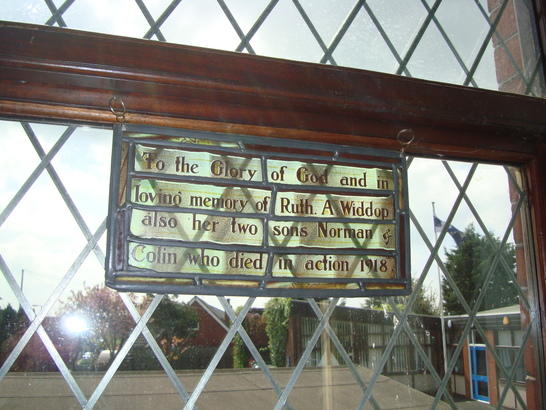 To the Glory of God and in
loving memory of Ruth. A Widdop
also her two sons Norman &
Colin who died in action 1918.